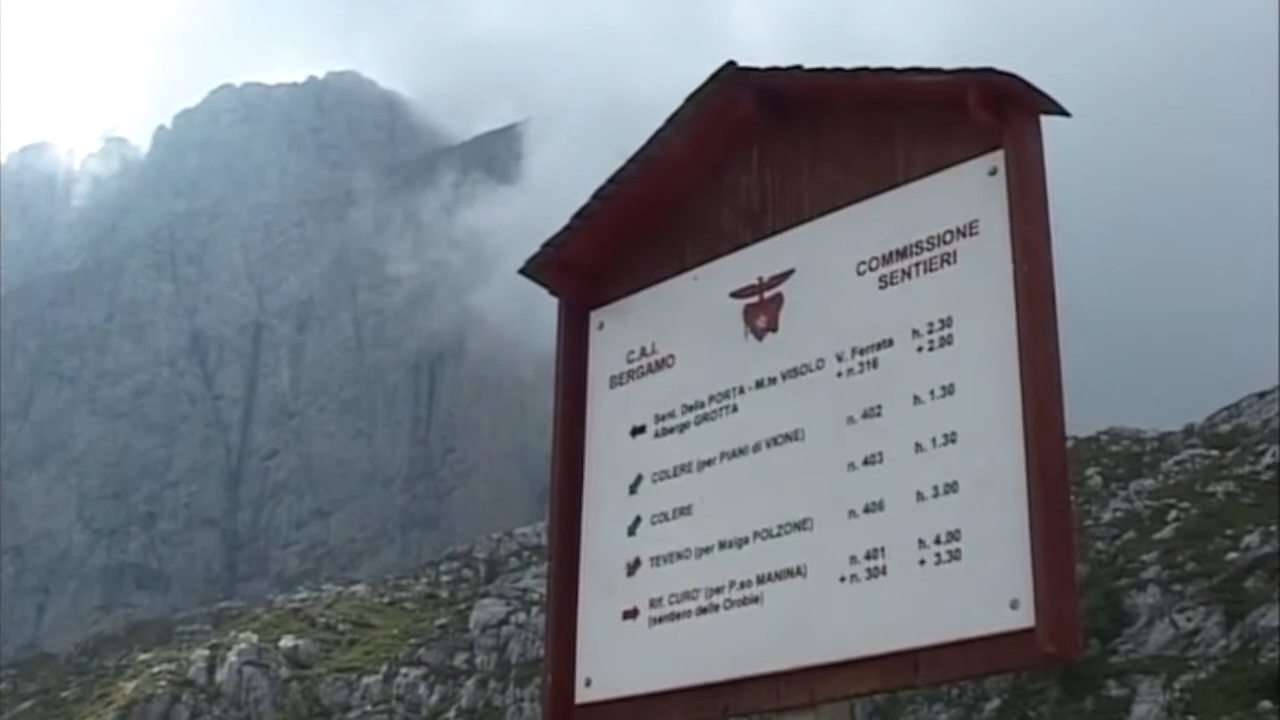 C.A.I.
BERGAMO
COMMISSIONE
SENTIERI
Sent. Della PORTA - M.te VISOLO V. Ferrata h. 2.30
Albergo GROTTA + n.316 + 2.00
COLERE (per PIANI di VIONE) n. 402 h. 1.30
COLERE n. 403 h. 1.30
TEVENO (per Malga POLZONE) n. 406 h. 3.00
Rif. CURO' (per P.so MANINA) n. 401 h. 4.00
(sentiero delle Orobie) + n. 304 + 3.30